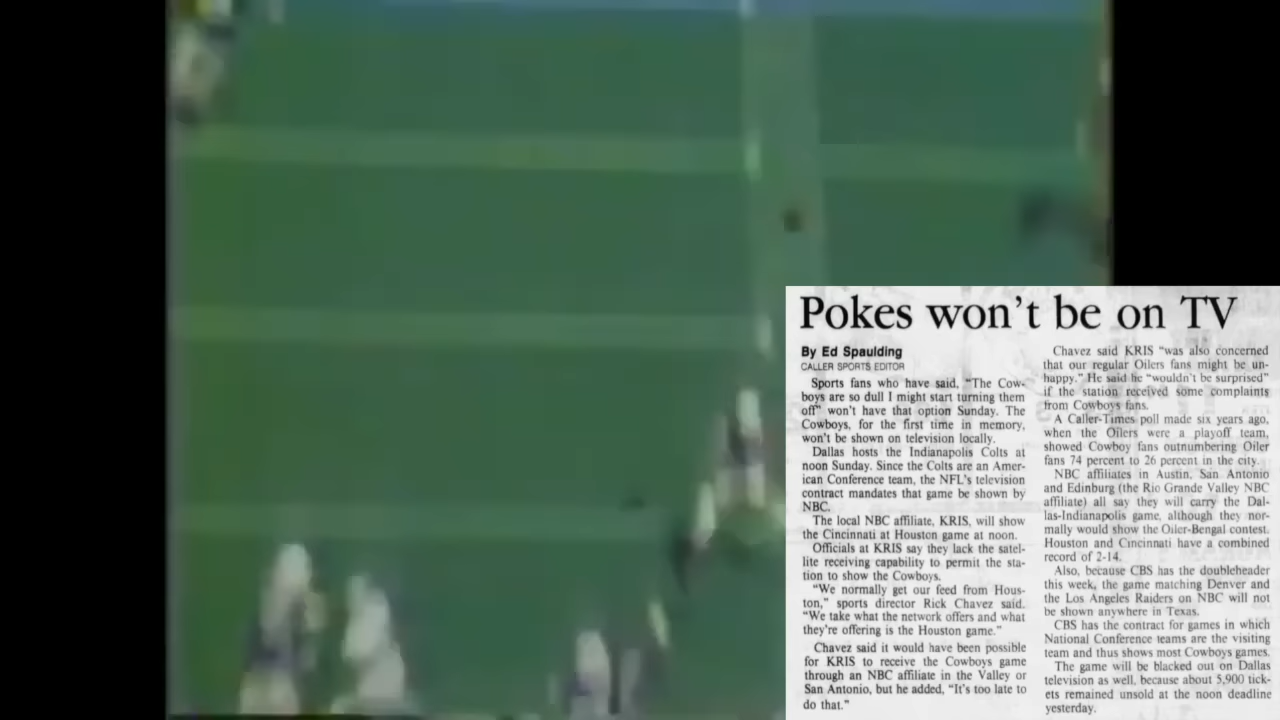 Pokes won't be on TV
By Ed Spaulding
CALLER SPORTS EDITOR
Sports fans who have said, "The Cow-
boys are so dull I might start turning them
off" won't have that option Sunday. The
Cowboys, for the first time in memory,
won't be shown on television locally.
Dallas hosts the Indianapolis Colts at
noon Sunday. Since the Colts are an Amer-
ican Conference team, the NFL's television
contract mandates that game be shown by
NBC.
The local NBC affiliate, KRIS, will show
the Cincinnati at Houston game at noon.
Officials at KRIS say they lack the satel-
lite receiving capability to permit the sta-
tion to show the Cowboys.
"We normally get our feed from Hous-
ton," sports director Rick Chavez said.
"We take what the network offers and what
they're offering is the Houston game."
Chavez said it would have been possible
for KRIS to receive the Cowboys game
through an NBC affiliate in the Valley or
San Antonio, but he added, "It's too late to
do that."
Chavez said KRIS "was also concerned
that our regular Oilers fans might be un-
happy." He said he "wouldn't be surprised"
if the station received some complaints
from Cowboys fans.
A Caller-Times poll made six years ago,
when the Oilers were a playoff team,
showed Cowboy fans outnumbering Oiler
fans 74 percent to 26 percent in the city.
NBC affiliates in Austin, San Antonio
and Edinburg (the Rio Grande Valley NBC
affiliate) all say they will carry the Dal-
las-Indianapolis game, although they nor-
mally would show the Oiler-Bengal contest.
Houston and Cincinnati have a combined
record of 2-14.
Also, because CBS has the doubleheader
this week, the game matching Denver and
the Los Angeles Raiders on NBC will not
be shown anywhere in Texas.
CBS has the contract for games in which
National Conference teams are the visiting
team and thus shows most Cowboys games.
The game will be blacked out on Dallas
television as well, because about 5,900 tick-
ets remained unsold at the noon deadline
yesterday.